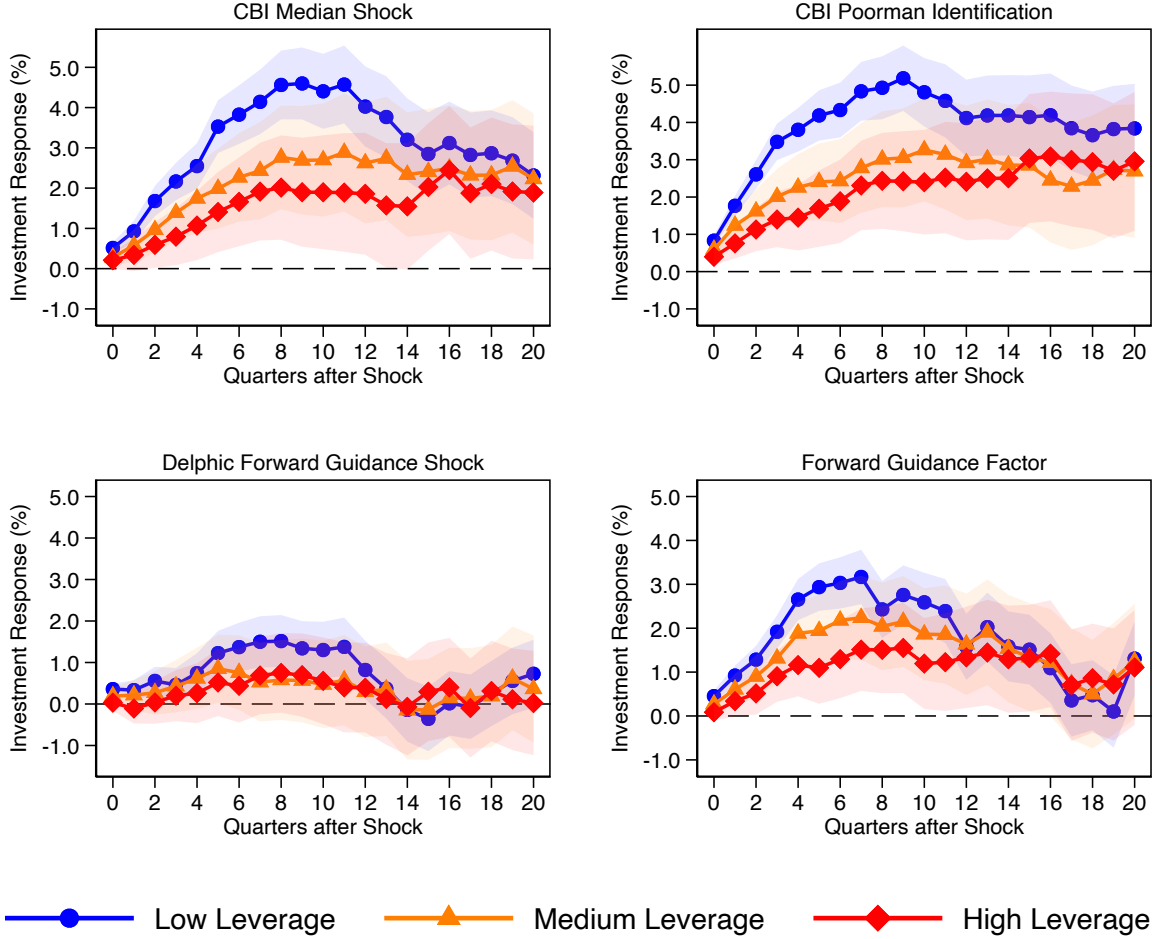 CBI Median Shock
Investment Response (%)
5.0
4.0
3.0
2.0
1.0
0.0
-1.0
0 2 4 6 8 10 12 14 16 18 20
Quarters after Shock
CBI Poorman Identification
Investment Response (%)
5.0
4.0
3.0
2.0
1.0
0.0
-1.0
0 2 4 6 8 10 12 14 16 18 20
Quarters after Shock
Delphic Forward Guidance Shock
Investment Response (%)
5.0
4.0
3.0
2.0
1.0
0.0
-1.0
0 2 4 6 8 10 12 14 16 18 20
Quarters after Shock
Forward Guidance Factor
Investment Response (%)
5.0
4.0
3.0
2.0
1.0
0.0
-1.0
0 2 4 6 8 10 12 14 16 18 20
Quarters after Shock
Low Leverage Medium Leverage High Leverage